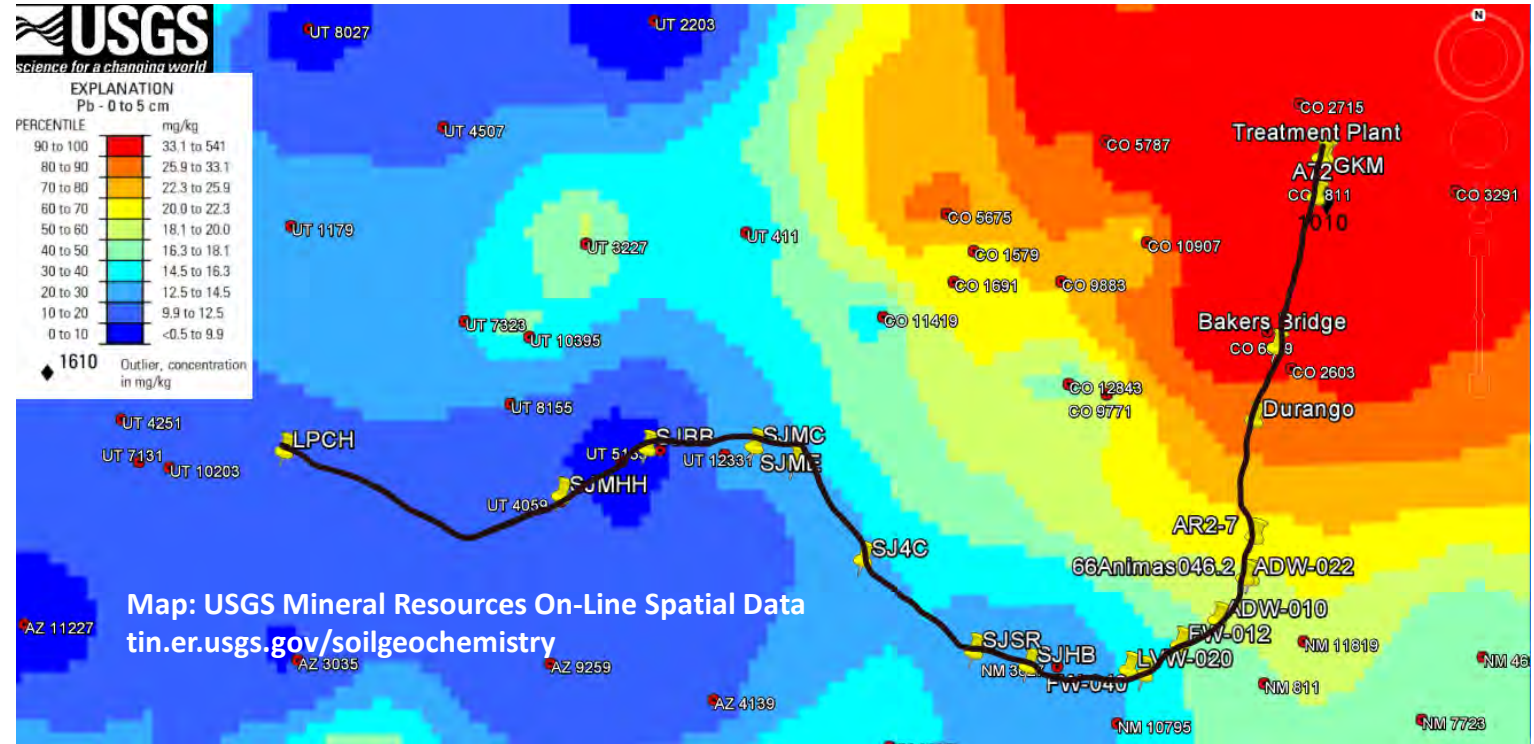 USGS
science for a changing world
EXPLANATION
Pb - 0 to 5 cm
PERCENTILE mg/kg
90 to 100 33.1 to 541
80 to 90 25.9 to 33.1
70 to 80 22.3 to 25.9
60 to 70 20.0 to 22.3
50 to 60 18.1 to 20.0
40 to 50 16.3 to 18.1
30 to 40 14.5 to 16.3
20 to 30 12.5 to 14.5
10 to 20 9.9 to 12.5
0 to 10 <0.5 to 9.9
1610 Outlier, concentration
in mg/kg
N
UT 8027
UT 2203
UT 4507
CO 2715
Treatment Plant
CO 5787
A72
GKM
CO 811
CO 3291
1010
UT 1179
UT 3227
UT 411
CO 5675
CO 1579
CO 10907
CO 1691
CO 9883
UT 7323
UT 10395
CO 11419
Bakers Bridge
CO 2603
CO 12843
CO 9771
UT 8155
Durango
UT 4251
UT 7131
UT 10203
LPCH
SJBB
SJMC
UT 12331
SJME
SJMHH
UT 4059
AR2-7
SJ4C
66Animas046.2
ADW-022
ADW-010
FW-012
Map: USGS Mineral Resources On-Line Spatial Data
tin.er.usgs.gov/soilgeochemistry
AZ 11227
AZ 3035
AZ 9259
AZ 4139
SJSR
SJHB
LVW-020
FW-040
NM 11819
NM 46
NM 811
NM 10795
NM 7723